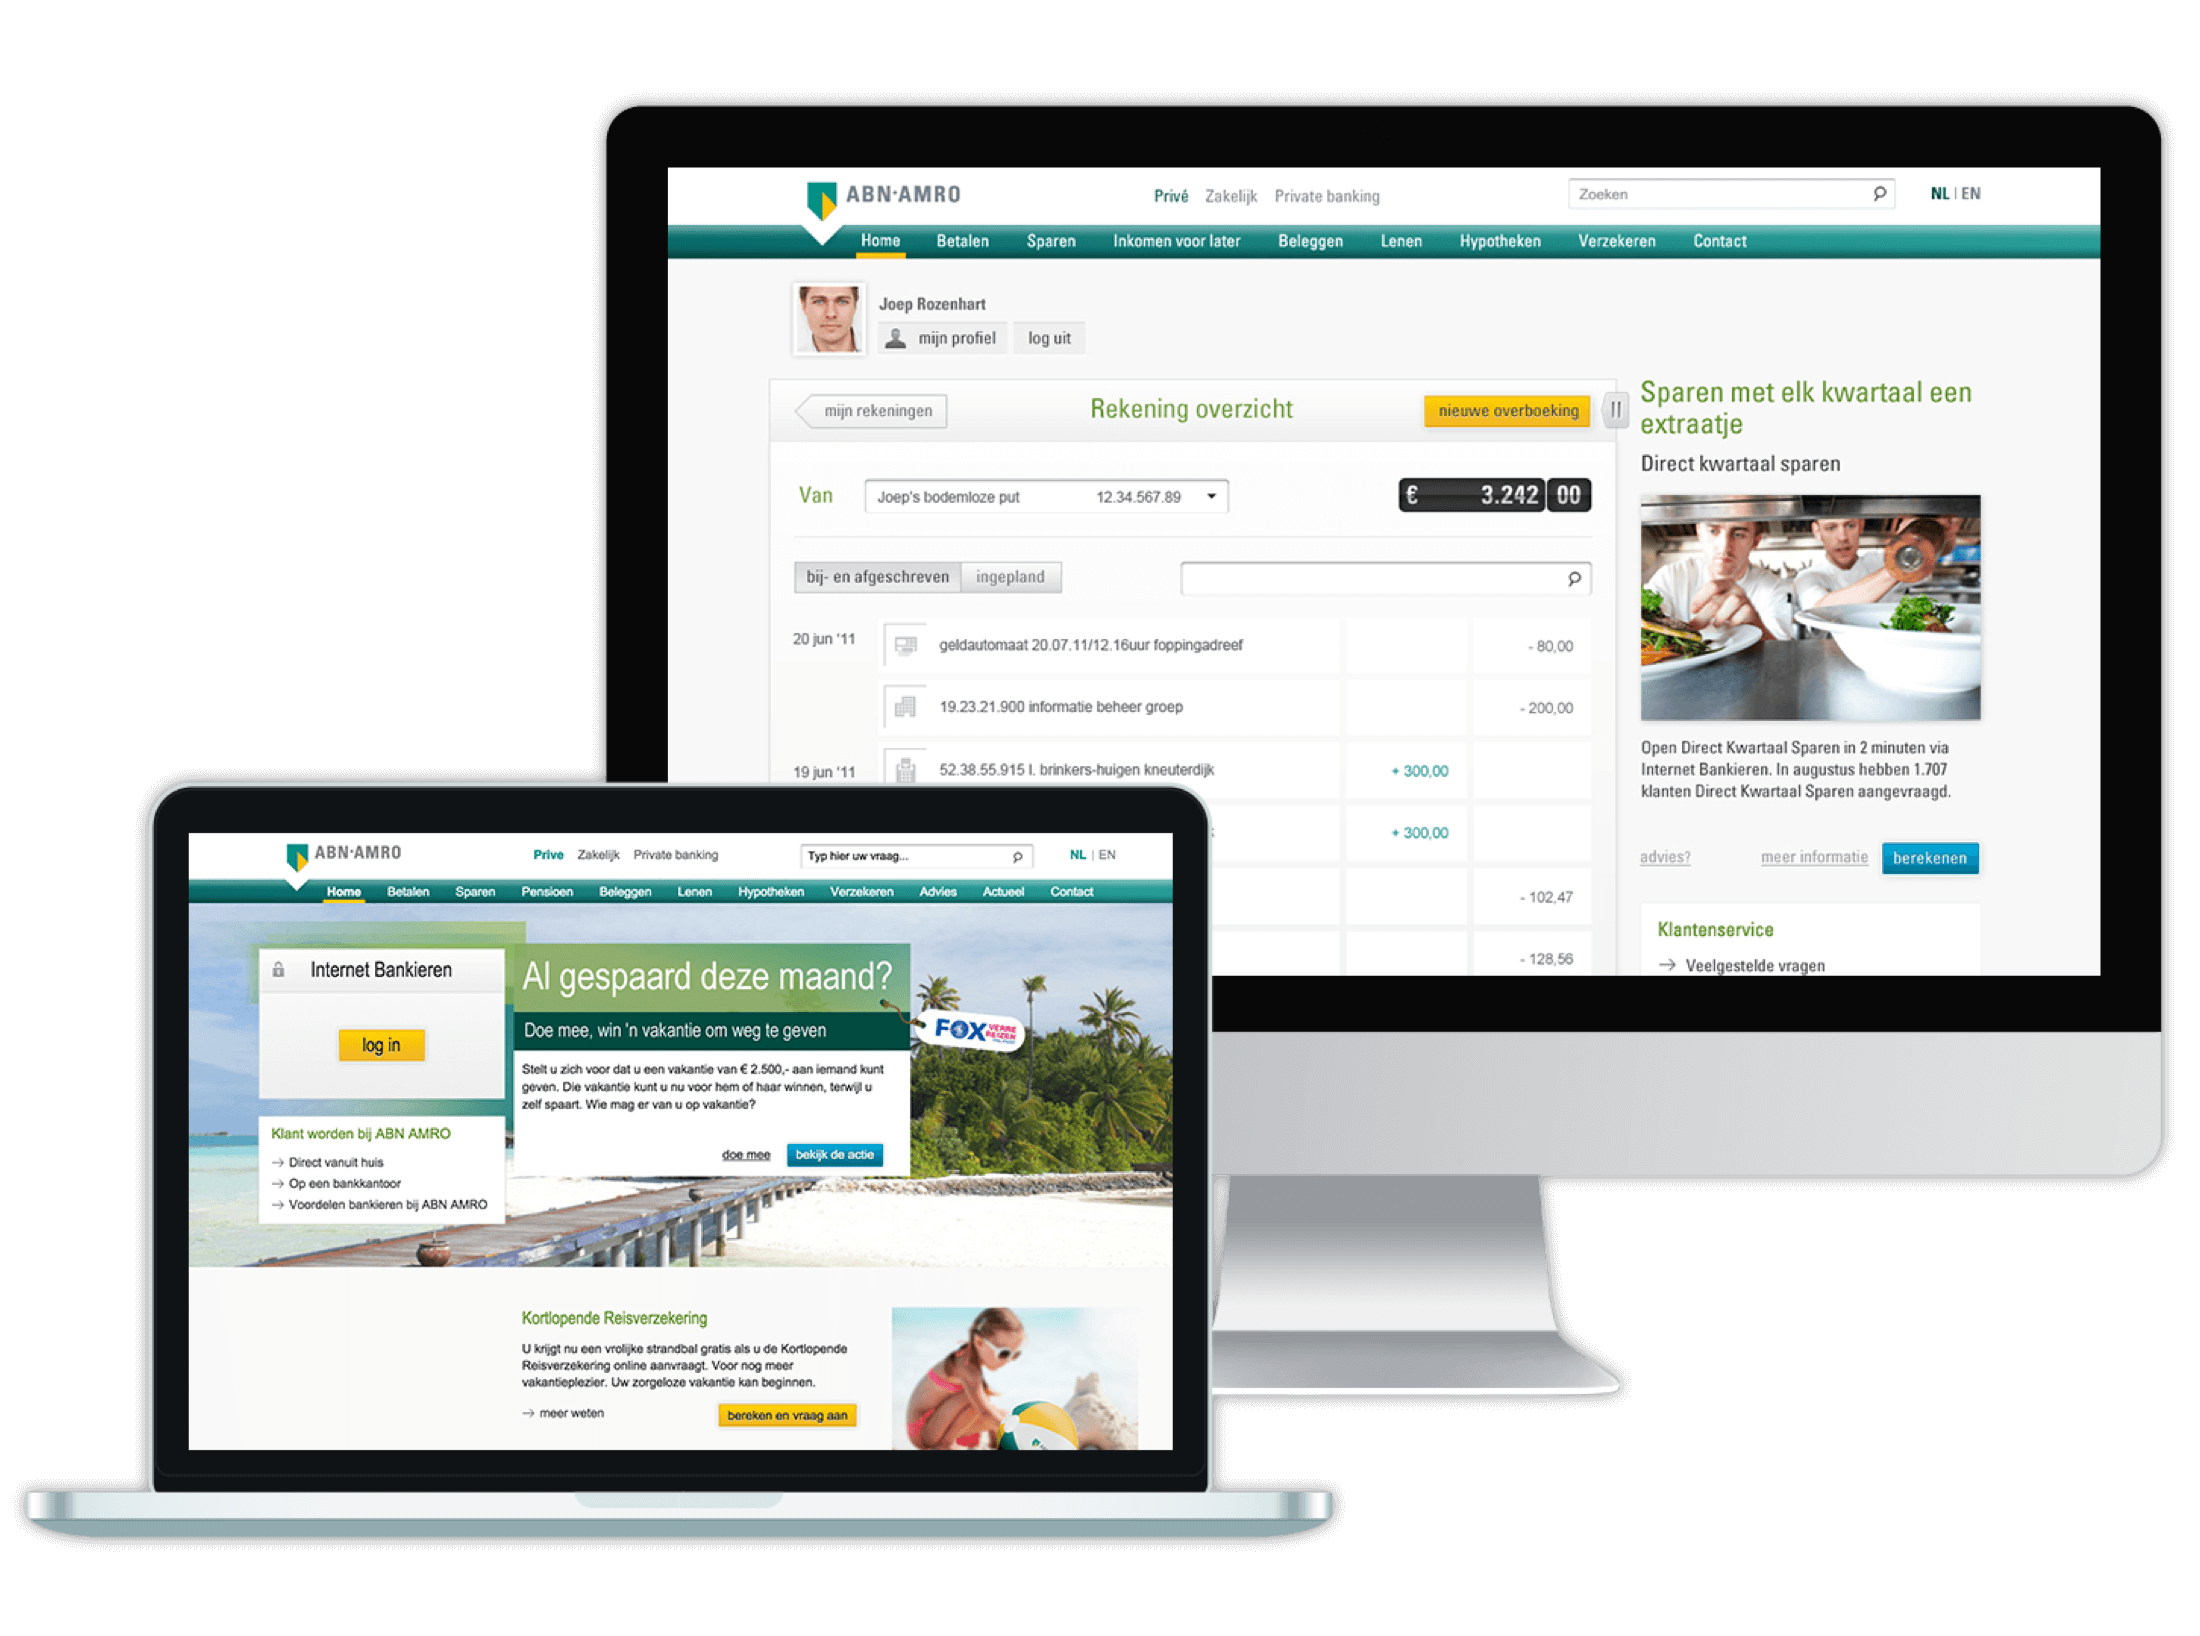 ABN·AMRO
Privé Zakelijk Private banking
Zoeken
NL | EN
Home Betalen Sparen Inkomen voor later Beleggen Lenen Hypotheken Verzekeren Contact
Joep Rozenhart
mijn profiel log uit
mijn rekeningen
Rekening overzicht
nieuwe overboeking
Van
Joep's bodemloze put 12.34.567.89
€ 3.242 00
bij- en afgeschreven ingepland
20 jun '11 geldautomaat 20.07.11/12.16uur foppingadreef - 80,00
19.23.21.900 informatie beheer groep - 200,00
19 jun '11 52.38.55.915 l. brinkers-huigen kneuterdijk + 300,00
+ 300,00
- 102,47
- 128,56
Sparen met elk kwartaal een
extraatje
Direct kwartaal sparen
Open Direct Kwartaal Sparen in 2 minuten via
Internet Bankieren. In augustus hebben 1.707
klanten Direct Kwartaal Sparen aangevraagd.
advies? meer informatie berekenen
Klantenservice
→ Veelgestelde vragen
ABN·AMRO
Prive Zakelijk Private banking
Typ hier uw vraag...
NL | EN
Home Betalen Sparen Pensioen Beleggen Lenen Hypotheken Verzekeren Advies Actueel Contact
Internet Bankieren
log in
Klant worden bij ABN AMRO
→ Direct vanuit huis
→ Op een bankkantoor
→ Voordelen bankieren bij ABN AMRO
Al gespaard deze maand?
Doe mee, win 'n vakantie om weg te geven
FOX VERRE REIZEN
Stelt u zich voor dat u een vakantie van € 2.500,- aan iemand kunt
geven. Die vakantie kunt u nu voor hem of haar winnen, terwijl u
zelf spaart. Wie mag er van u op vakantie?
doe mee bekijk de actie
Kortlopende Reisverzekering
U krijgt nu een vrolijke strandbal gratis als u de Kortlopende
Reisverzekering online aanvraagt. Voor nog meer
vakantieplezier. Uw zorgeloze vakantie kan beginnen.
→ meer weten
bereken en vraag aan